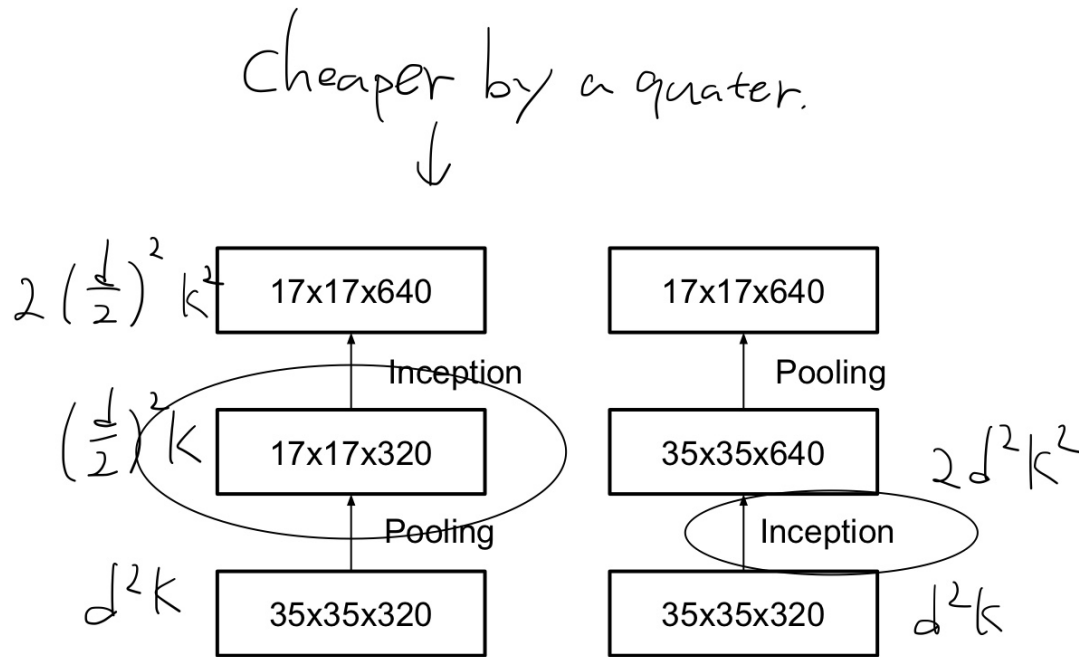 Cheaper by a quater.
↓
2(d/2)²k² 17x17x640 17x17x640
Inception Pooling
(d/2)²k 17x17x320 35x35x640 2d²k²
Pooling Inception
d²k 35x35x320 35x35x320 d²k